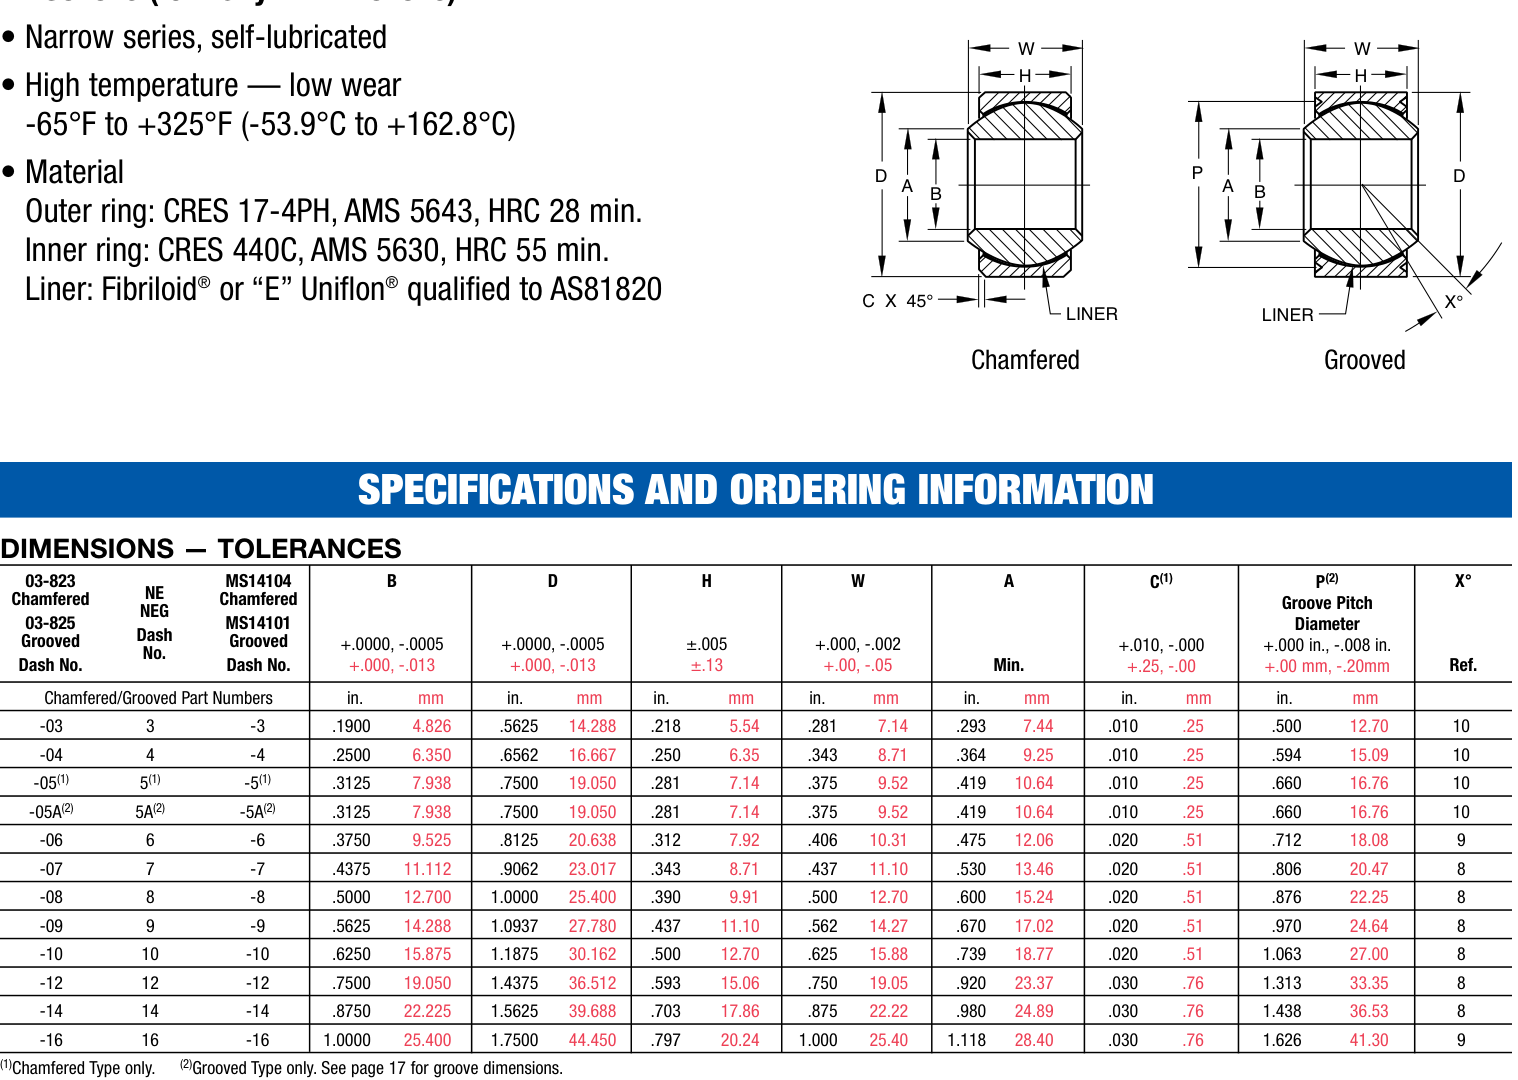 • Narrow series, self-lubricated
• High temperature — low wear
-65°F to +325°F (-53.9°C to +162.8°C)
• Material
Outer ring: CRES 17-4PH, AMS 5643, HRC 28 min.
Inner ring: CRES 440C, AMS 5630, HRC 55 min.
Liner: Fibriloid® or “E” Uniflon® qualified to AS81820
W
H
D
A
B
C X 45°
LINER
Chamfered
W
H
P
A
B
D
X°
LINER
Grooved
SPECIFICATIONS AND ORDERING INFORMATION
DIMENSIONS — TOLERANCES
03-823 Chamfered 03-825 Grooved Dash No.
NE NEG Dash No.
MS14104 Chamfered MS14101 Grooved Dash No.
B +.0000, -.0005 +.000, -.013
D +.0000, -.0005 +.000, -.013
H ±.005 ±.13
W +.000, -.002 +.00, -.05
A Min.
C(1) +.010, -.000 +.25, -.00
P(2) Groove Pitch Diameter +.000 in., -.008 in. +.00 mm, -.20mm
X° Ref.
Chamfered/Grooved Part Numbers in. mm in. mm in. mm in. mm in. mm in. mm in. mm
-03 3 -3 .1900 4.826 .5625 14.288 .218 5.54 .281 7.14 .293 7.44 .010 .25 .500 12.70 10
-04 4 -4 .2500 6.350 .6562 16.667 .250 6.35 .343 8.71 .364 9.25 .010 .25 .594 15.09 10
-05(1) 5(1) -5(1) .3125 7.938 .7500 19.050 .281 7.14 .375 9.52 .419 10.64 .010 .25 .660 16.76 10
-05A(2) 5A(2) -5A(2) .3125 7.938 .7500 19.050 .281 7.14 .375 9.52 .419 10.64 .010 .25 .660 16.76 10
-06 6 -6 .3750 9.525 .8125 20.638 .312 7.92 .406 10.31 .475 12.06 .020 .51 .712 18.08 9
-07 7 -7 .4375 11.112 .9062 23.017 .343 8.71 .437 11.10 .530 13.46 .020 .51 .806 20.47 8
-08 8 -8 .5000 12.700 1.0000 25.400 .390 9.91 .500 12.70 .600 15.24 .020 .51 .876 22.25 8
-09 9 -9 .5625 14.288 1.0937 27.780 .437 11.10 .562 14.27 .670 17.02 .020 .51 .970 24.64 8
-10 10 -10 .6250 15.875 1.1875 30.162 .500 12.70 .625 15.88 .739 18.77 .020 .51 1.063 27.00 8
-12 12 -12 .7500 19.050 1.4375 36.512 .593 15.06 .750 19.05 .920 23.37 .030 .76 1.313 33.35 8
-14 14 -14 .8750 22.225 1.5625 39.688 .703 17.86 .875 22.22 .980 24.89 .030 .76 1.438 36.53 8
-16 16 -16 1.0000 25.400 1.7500 44.450 .797 20.24 1.000 25.40 1.118 28.40 .030 .76 1.626 41.30 9
(1)Chamfered Type only. (2)Grooved Type only. See page 17 for groove dimensions.